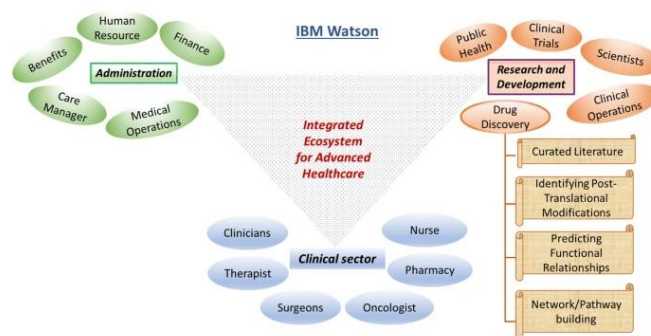 IBM Watson
Human
Resource
Finance
Benefits
Administration
Care
Manager
Medical
Operations
Public
Health
Clinical
Trials
Scientists
Research and
Development
Clinical
Operations
Drug
Discovery
Curated Literature
Identifying Post-
Translational
Modifications
Predicting
Functional
Relationships
Network/Pathway
building
Integrated
Ecosystem
for Advanced
Healthcare
Clinicians
Nurse
Clinical sector
Therapist
Pharmacy
Surgeons
Oncologist